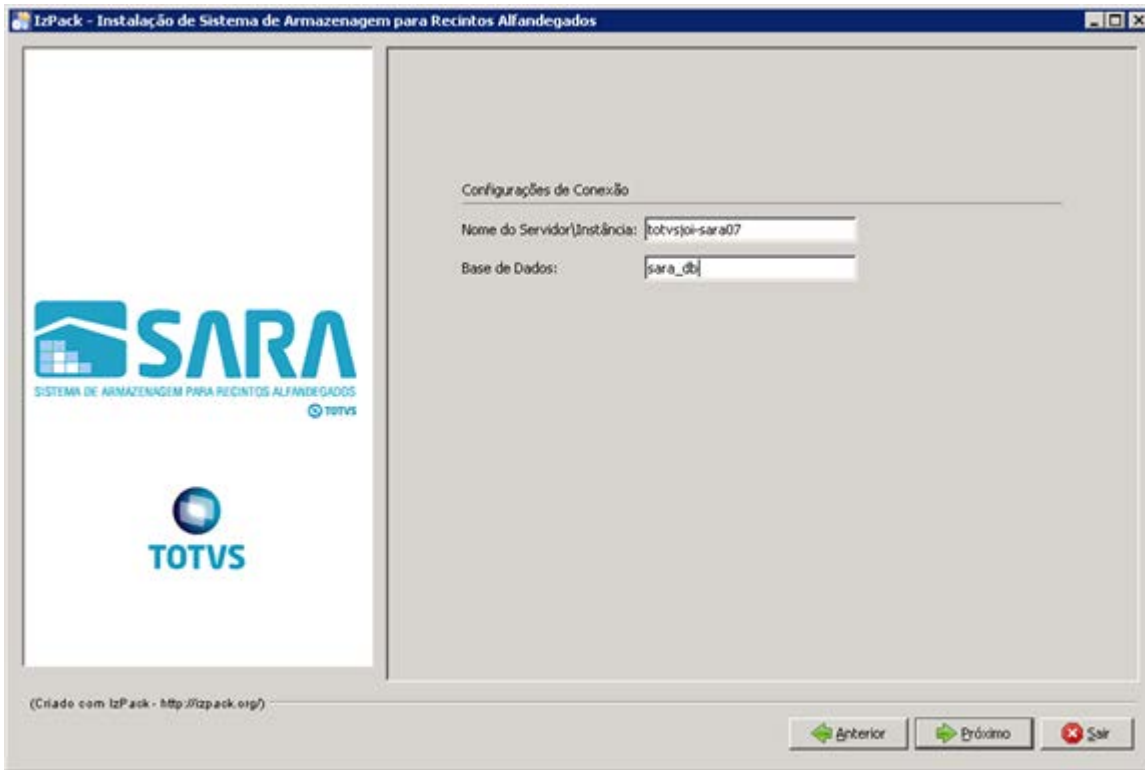 IzPack - Instalação de Sistema de Armazenagem para Recintos Alfandegados
SARA
SISTEMA DE ARMAZENAGEM PARA RECINTOS ALFANDEGADOS
TOTVS
TOTVS
Configurações de Conexão
Nome do Servidor\Instância: totvsjoi-sara07
Base de Dados: sara_db
(Criado com IzPack - http://izpack.org/)
Anterior Próximo Sair